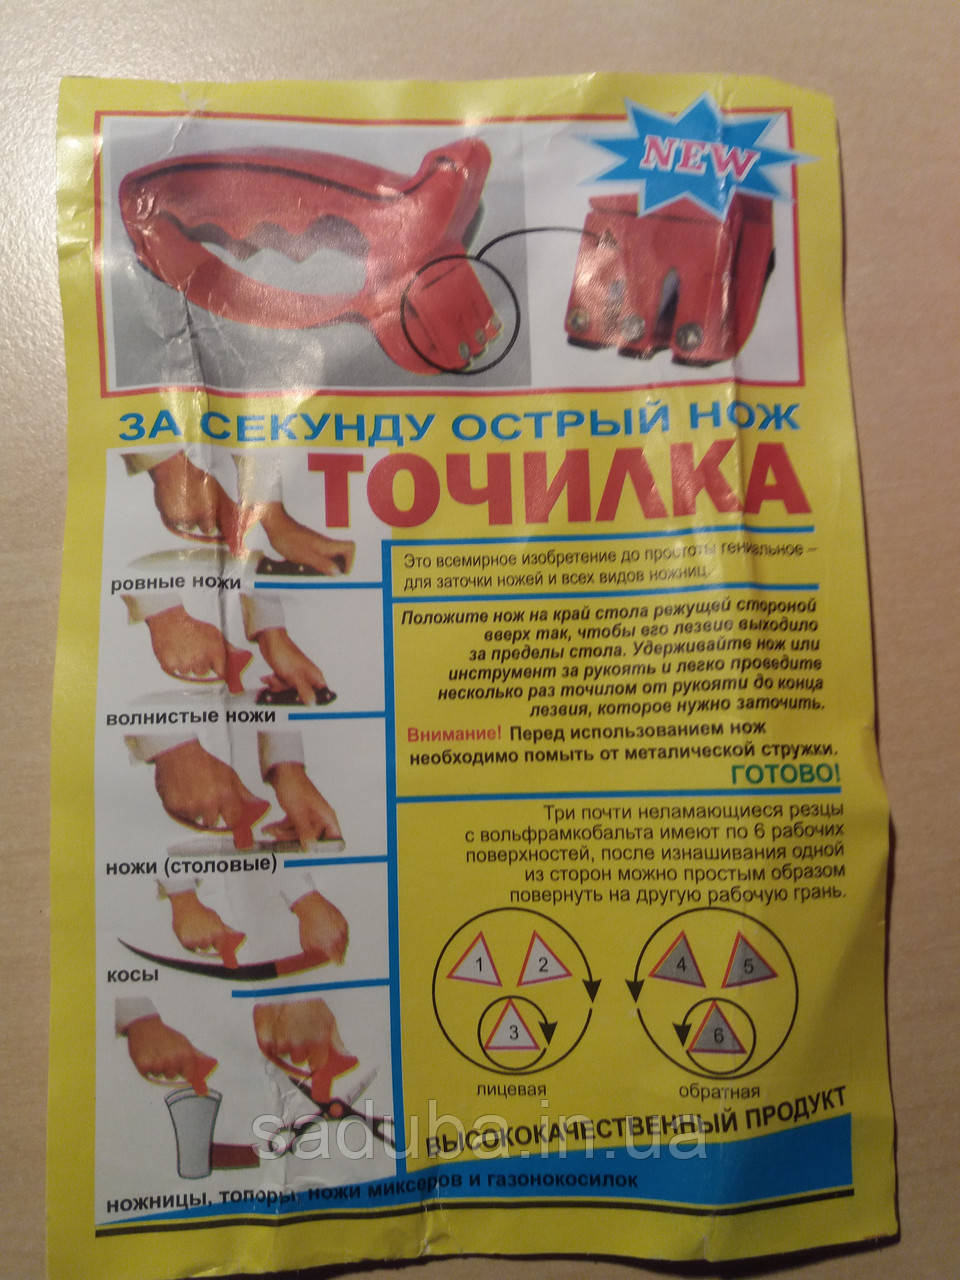 NEW
ЗА СЕКУНДУ ОСТРЫЙ НОЖ
ТОЧИЛКА
ровные ножи
волнистые ножи
ножи (столовые)
косы
Это всемирное изобретение до простоты гениальное –
для заточки ножей и всех видов ножниц.
Положите нож на край стола режущей стороной
вверх так, чтобы его лезвие выходило
за пределы стола. Удерживайте нож или
инструмент за рукоять и легко проведите
несколько раз точилом от рукояти до конца
лезвия, которое нужно заточить.
Внимание! Перед использованием нож
необходимо помыть от металической стружки.
ГОТОВО!
Три почти неламающиеся резцы
с вольфрамкобальта имеют по 6 рабочих
поверхностей, после изнашивания одной
из сторон можно простым образом
повернуть на другую рабочую грань.
1 2 3
4 5 6
лицевая
обратная
saduba.in.ua
ВЫСОКОКАЧЕСТВЕННЫЙ ПРОДУКТ
ножницы, топоры, ножи миксеров и газонокосилок